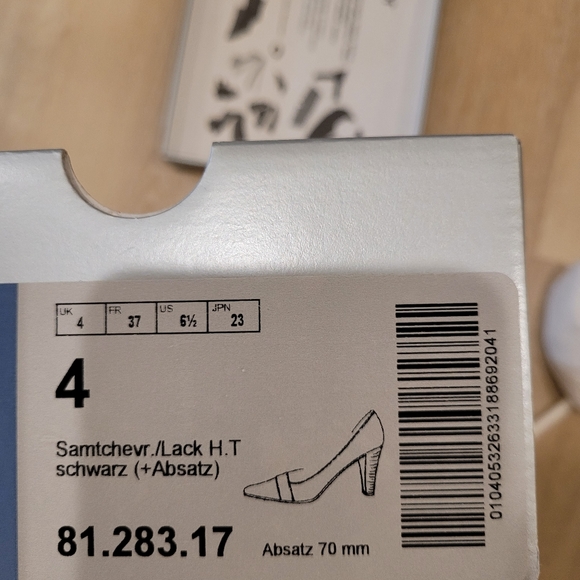 UK FR US JPN
4 37 6½ 23
4
Samtchevr./Lack H.T
schwarz (+Absatz)
81.283.17
Absatz 70 mm
01040532633188692041